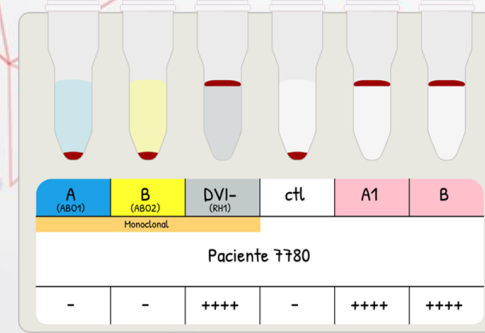 A B DVI- ctl A1 B
(ABO1) (ABO2) (RH1)
Monoclonal
Paciente 7780
- - ++++ - ++++ ++++